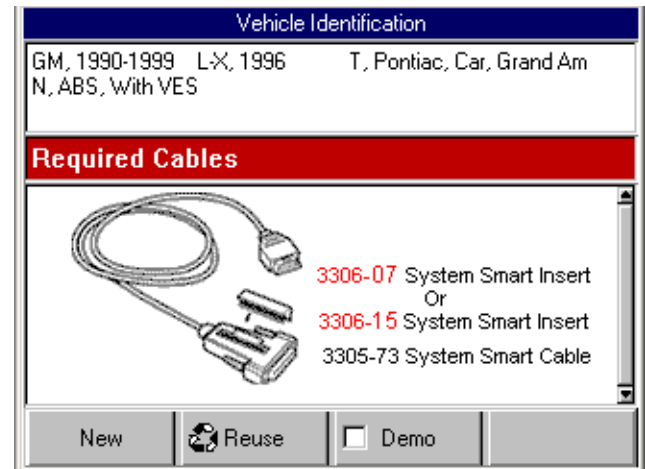 Vehicle Identification
GM, 1990-1999 L-X, 1996 T, Pontiac, Car, Grand Am
N, ABS, With VES
Required Cables
3306-07 System Smart Insert
Or
3306-15 System Smart Insert
3305-73 System Smart Cable
New Reuse Demo